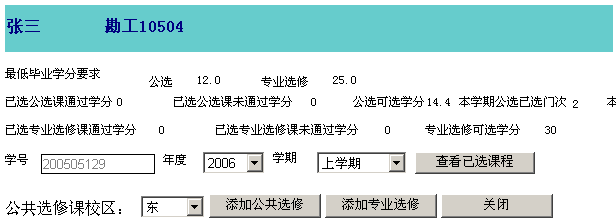 张三 勘工10504
最低毕业学分要求 公选 12.0 专业选修 25.0
已选公选课通过学分 0 已选公选课未通过学分 0 公选可选学分 14.4 本学期公选已选门次 2 本
已选专业选修课通过学分 0 已选专业选修课未通过学分 0 专业选修可选学分 30
学号 200505129 年度 2006 学期 上学期 查看已选课程
公共选修课校区： 东 添加公共选修 添加专业选修 关闭